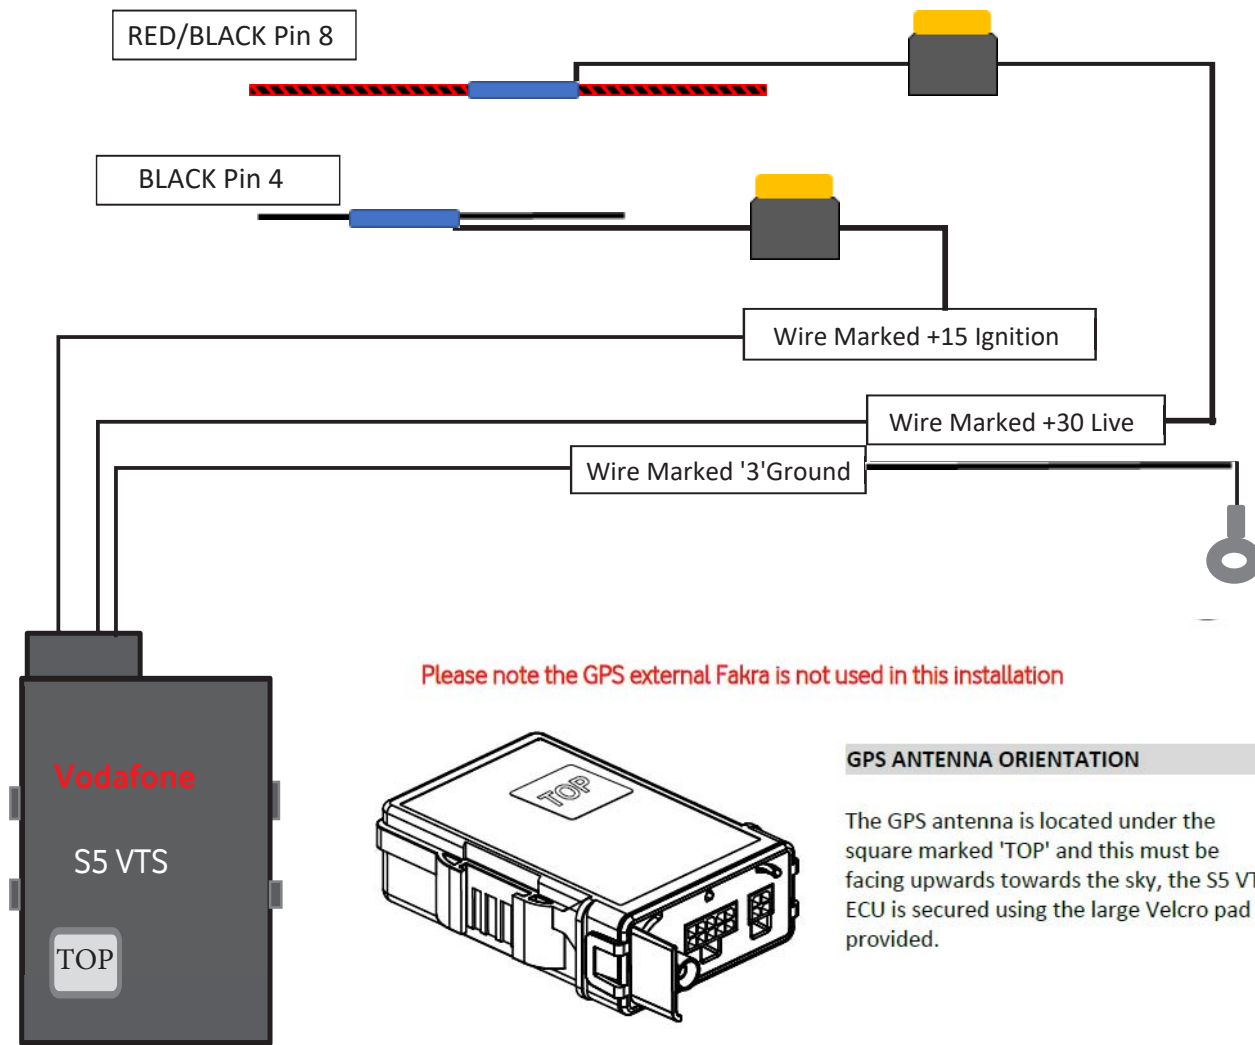 RED/BLACK Pin 8
BLACK Pin 4
Wire Marked +15 Ignition
Wire Marked +30 Live
Wire Marked '3'Ground
Please note the GPS external Fakra is not used in this installation
Vodafone
S5 VTS
TOP
TOP
GPS ANTENNA ORIENTATION
The GPS antenna is located under the
square marked 'TOP' and this must be
facing upwards towards the sky, the S5 VT
ECU is secured using the large Velcro pad
provided.